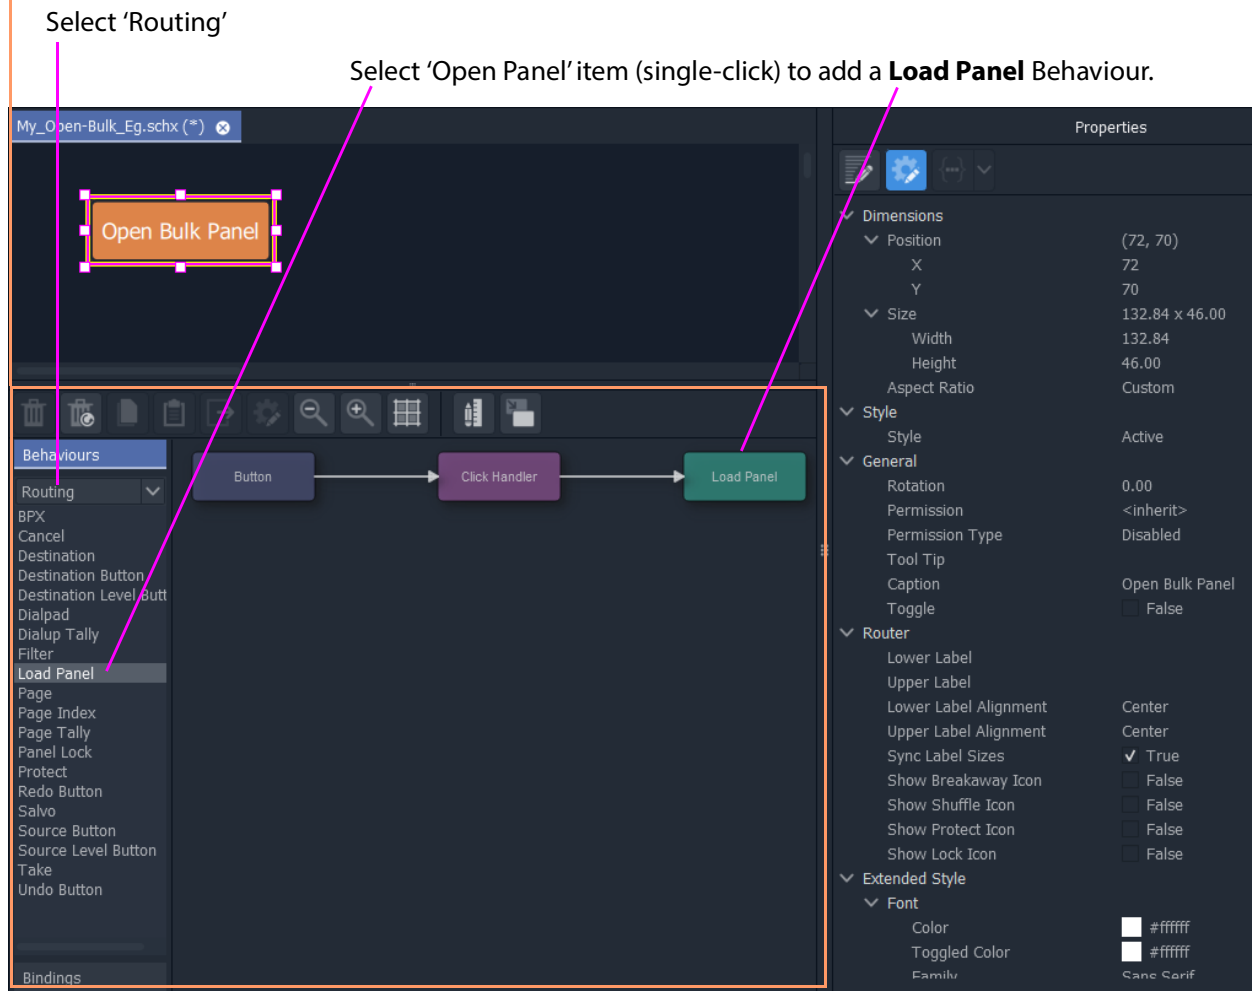 Select ‘Routing’
Select ‘Open Panel’ item (single-click) to add a Load Panel Behaviour.
My_Open-Bulk_Eg.schx (*)
Open Bulk Panel
Behaviours
Routing
BPX
Cancel
Destination
Destination Button
Destination Level Butt
Dialpad
Dialup Tally
Filter
Load Panel
Page
Page Index
Page Tally
Panel Lock
Protect
Redo Button
Salvo
Source Button
Source Level Button
Take
Undo Button
Bindings
Button
Click Handler
Load Panel
Properties
Dimensions
Position (72, 70)
X 72
Y 70
Size 132.84 x 46.00
Width 132.84
Height 46.00
Aspect Ratio Custom
Style
Style Active
General
Rotation 0.00
Permission <inherit>
Permission Type Disabled
Tool Tip
Caption Open Bulk Panel
Toggle False
Router
Lower Label
Upper Label
Lower Label Alignment Center
Upper Label Alignment Center
Sync Label Sizes True
Show Breakaway Icon False
Show Shuffle Icon False
Show Protect Icon False
Show Lock Icon False
Extended Style
Font
Color #ffffff
Toggled Color #ffffff
Family Sans Serif